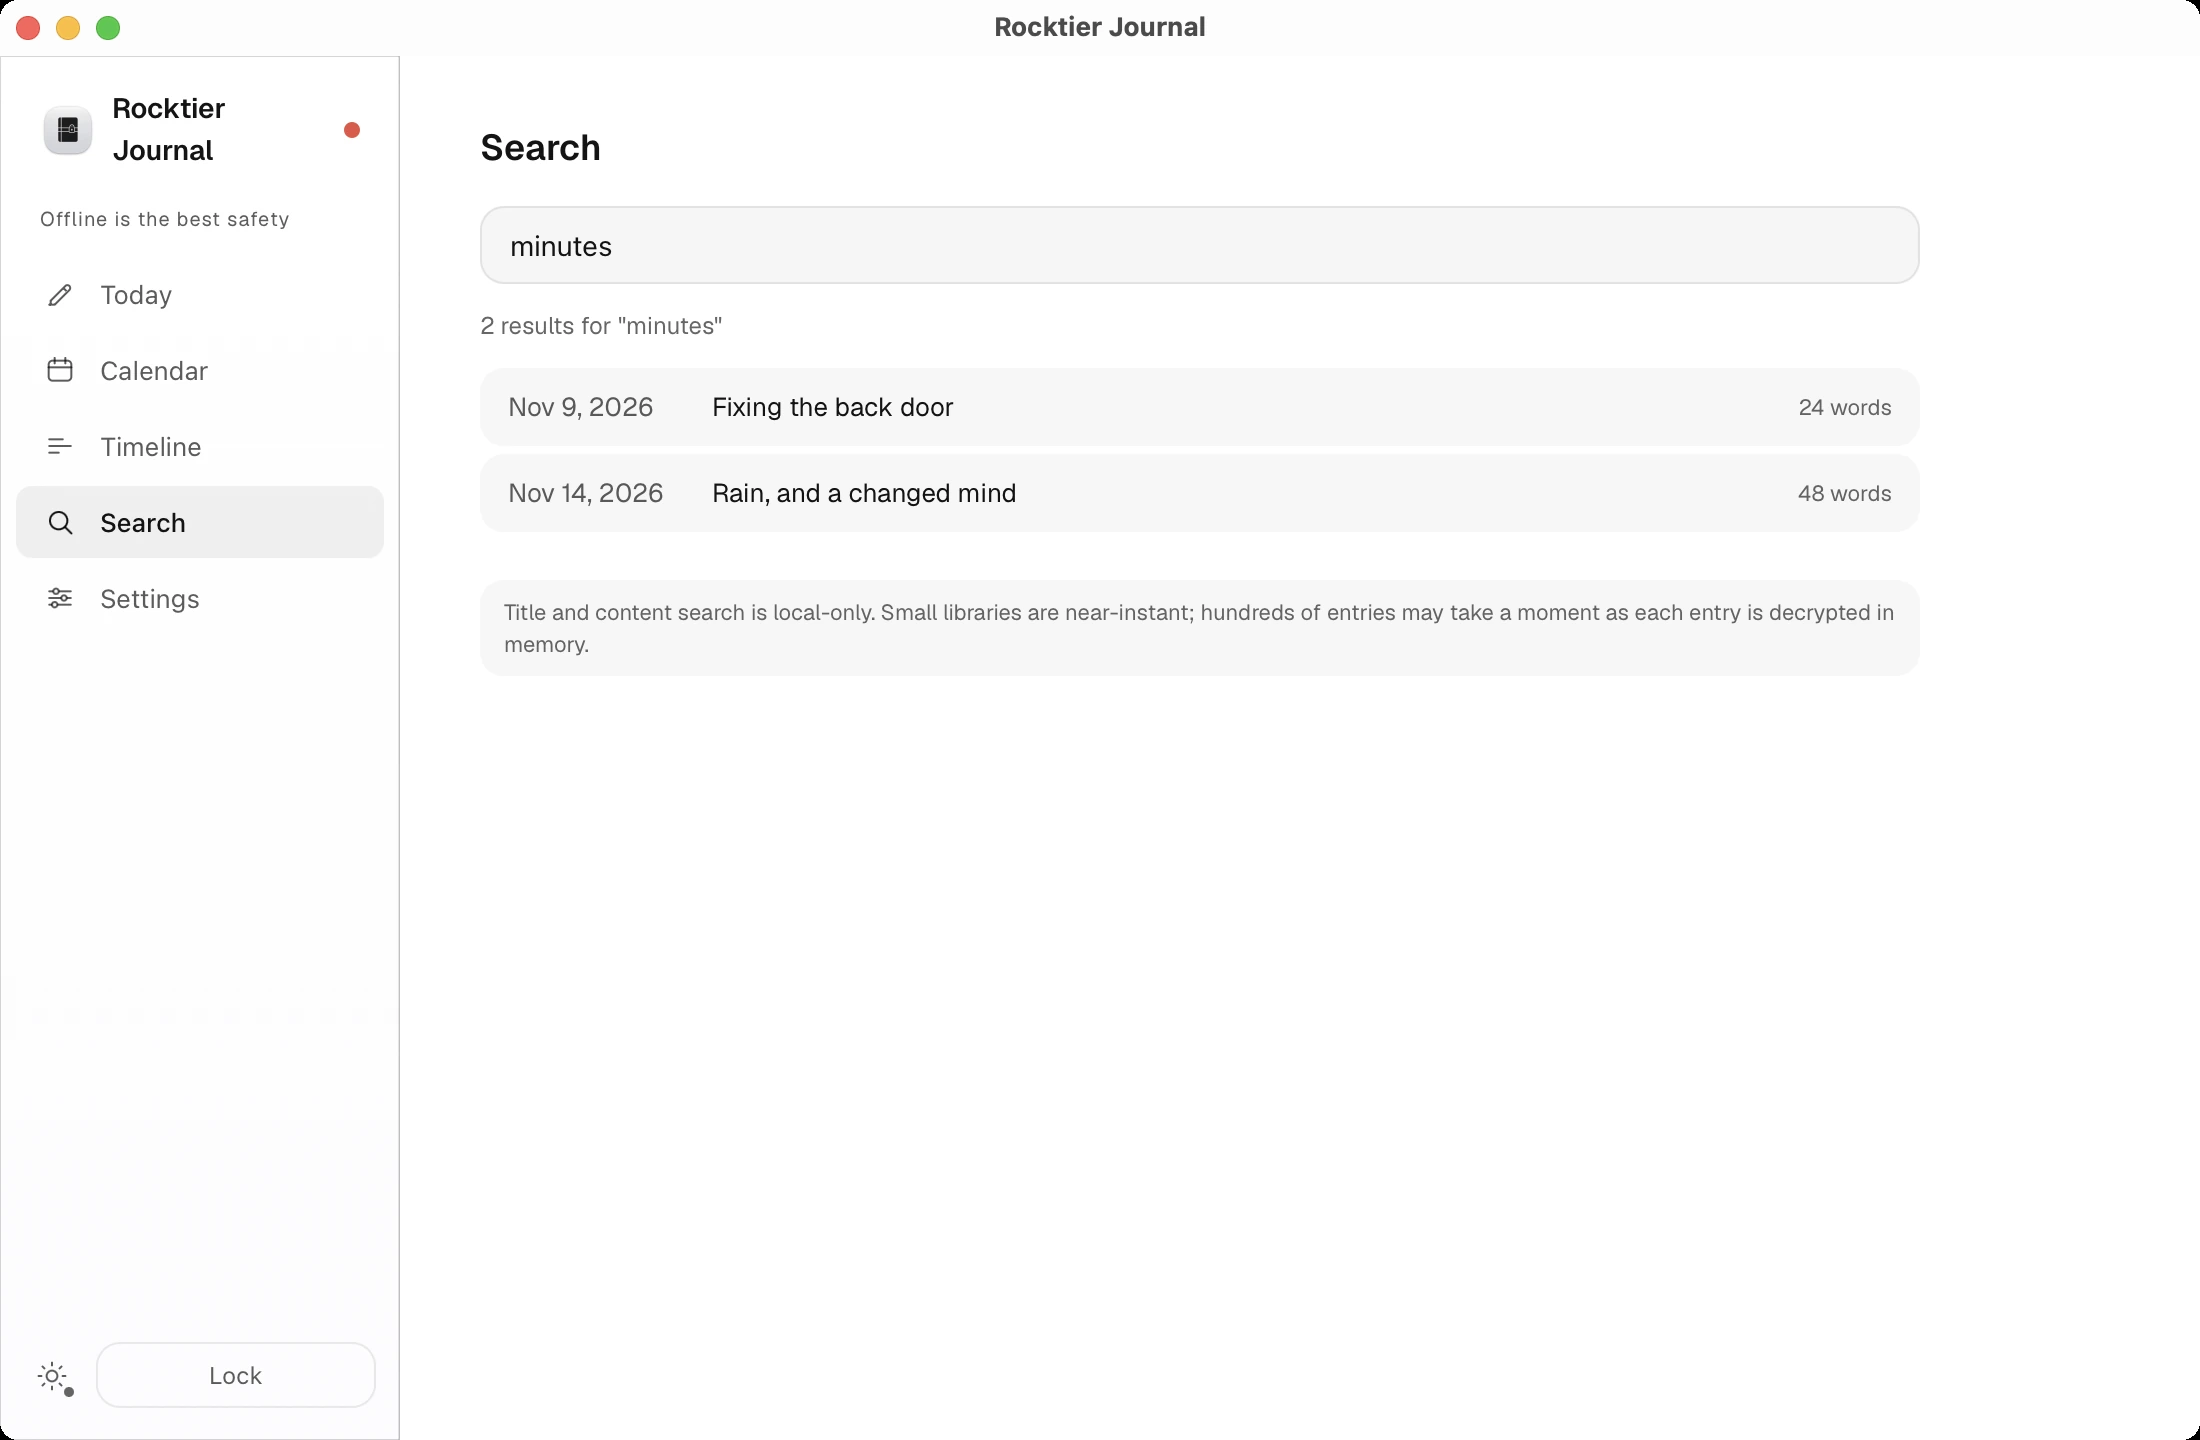 Rocktier Journal
Rocktier
Journal
Offline is the best safety
Today
Calendar
Timeline
Search
Settings
Lock
Search
minutes
2 results for "minutes"
Nov 9, 2026 Fixing the back door 24 words
Nov 14, 2026 Rain, and a changed mind 48 words
Title and content search is local-only. Small libraries are near-instant; hundreds of entries may take a moment as each entry is decrypted in
memory.